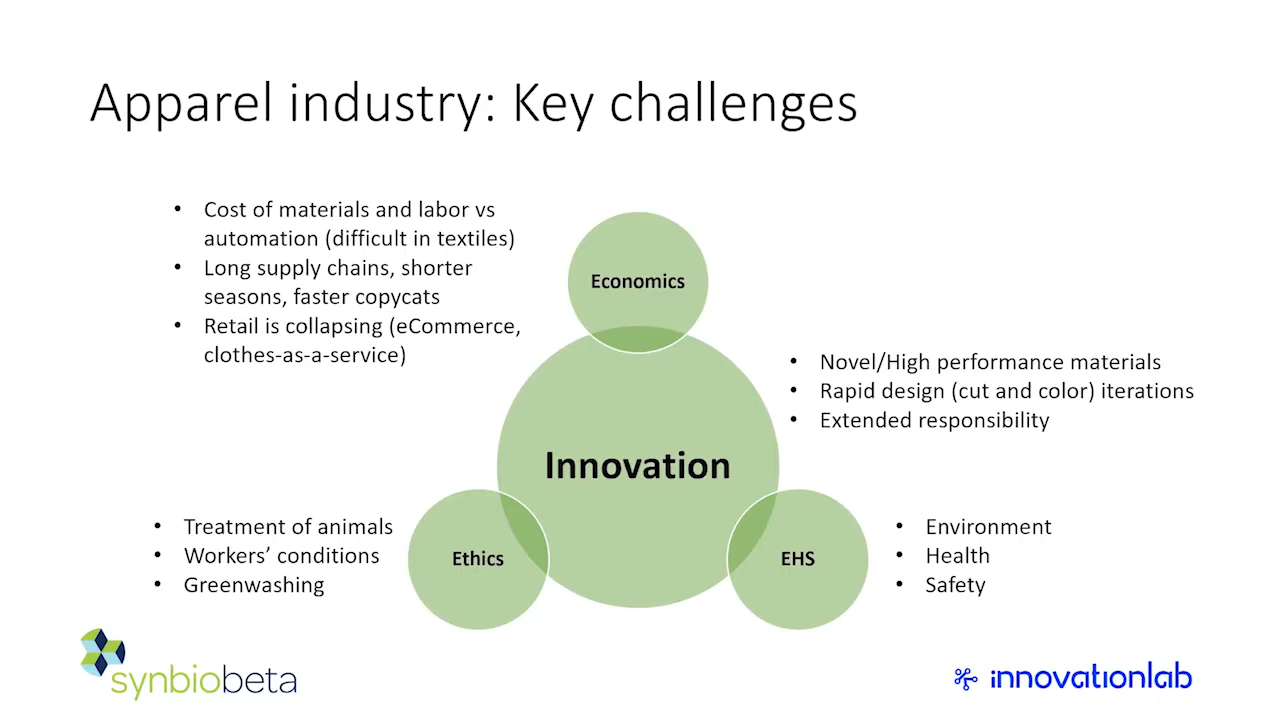 Apparel industry: Key challenges
• Cost of materials and labor vs
automation (difficult in textiles)
• Long supply chains, shorter
seasons, faster copycats
• Retail is collapsing (eCommerce,
clothes-as-a-service)
Economics
• Novel/High performance materials
• Rapid design (cut and color) iterations
• Extended responsibility
Innovation
• Treatment of animals
• Workers’ conditions
• Greenwashing
Ethics
EHS
• Environment
• Health
• Safety
synbiobeta
innovationlab